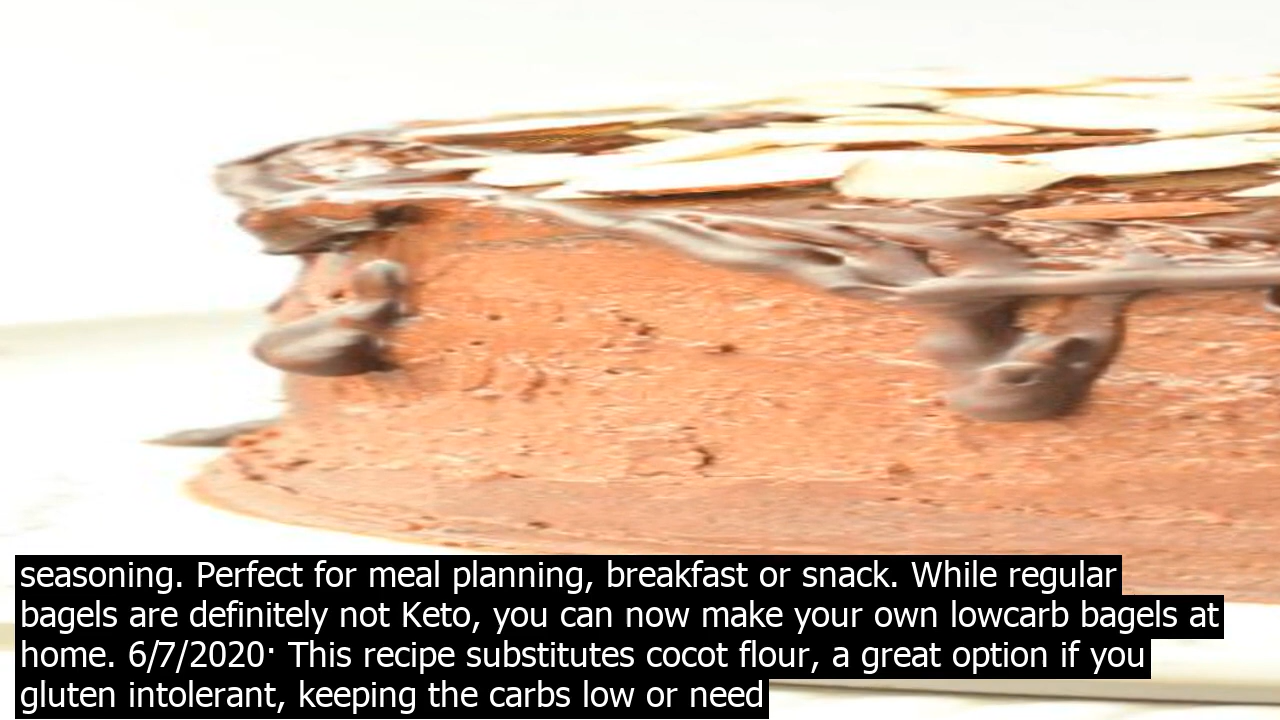 seasoning. Perfect for meal planning, breakfast or snack. While regular
bagels are definitely not Keto, you can now make your own lowcarb bagels at
home. 6/7/2020· This recipe substitutes cocot flour, a great option if you
gluten intolerant, keeping the carbs low or need